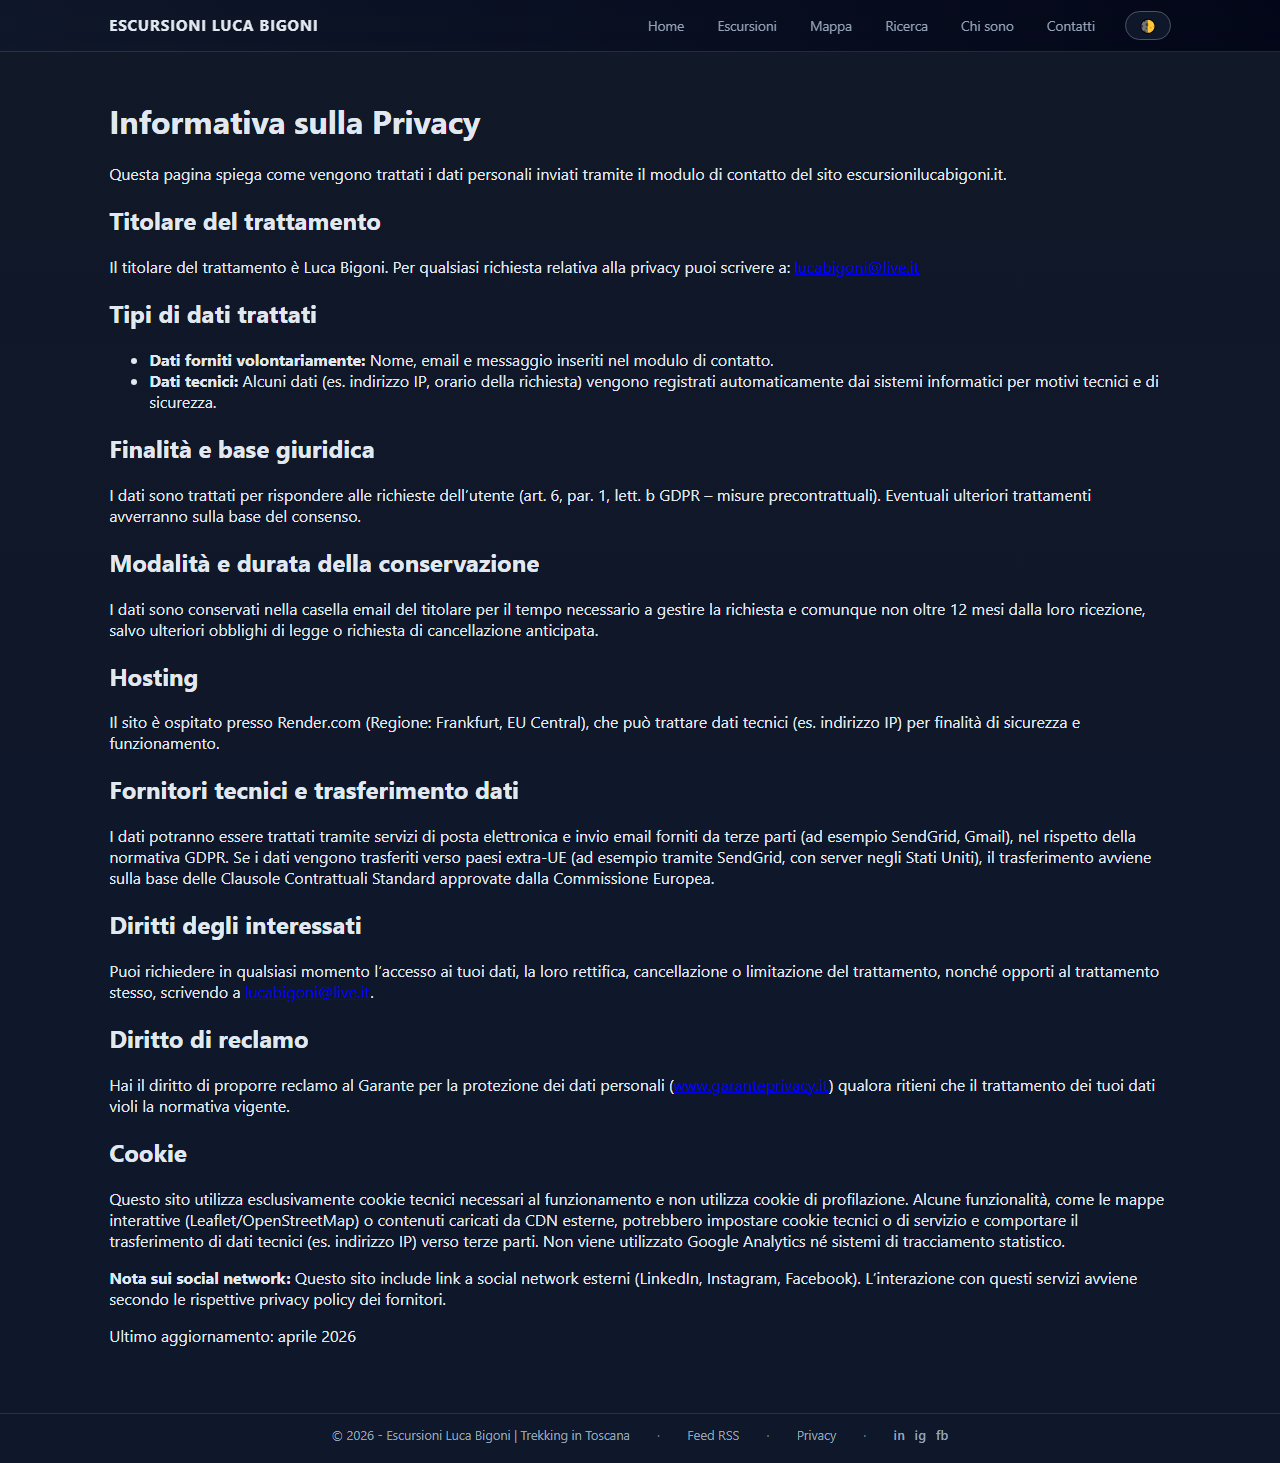 ESCURSIONI LUCA BIGONI
Home Escursioni Mappa Ricerca Chi sono Contatti
Informativa sulla Privacy
Questa pagina spiega come vengono trattati i dati personali inviati tramite il modulo di contatto del sito escursionilucabigoni.it.
Titolare del trattamento
Il titolare del trattamento è Luca Bigoni. Per qualsiasi richiesta relativa alla privacy puoi scrivere a: lucabigoni@live.it
Tipi di dati trattati
• Dati forniti volontariamente: Nome, email e messaggio inseriti nel modulo di contatto.
• Dati tecnici: Alcuni dati (es. indirizzo IP, orario della richiesta) vengono registrati automaticamente dai sistemi informatici per motivi tecnici e di
sicurezza.
Finalità e base giuridica
I dati sono trattati per rispondere alle richieste dell’utente (art. 6, par. 1, lett. b GDPR – misure precontrattuali). Eventuali ulteriori trattamenti
avverranno sulla base del consenso.
Modalità e durata della conservazione
I dati sono conservati nella casella email del titolare per il tempo necessario a gestire la richiesta e comunque non oltre 12 mesi dalla loro ricezione,
salvo ulteriori obblighi di legge o richiesta di cancellazione anticipata.
Hosting
Il sito è ospitato presso Render.com (Regione: Frankfurt, EU Central), che può trattare dati tecnici (es. indirizzo IP) per finalità di sicurezza e
funzionamento.
Fornitori tecnici e trasferimento dati
I dati potranno essere trattati tramite servizi di posta elettronica e invio email forniti da terze parti (ad esempio SendGrid, Gmail), nel rispetto della
normativa GDPR. Se i dati vengono trasferiti verso paesi extra-UE (ad esempio tramite SendGrid, con server negli Stati Uniti), il trasferimento avviene
sulla base delle Clausole Contrattuali Standard approvate dalla Commissione Europea.
Diritti degli interessati
Puoi richiedere in qualsiasi momento l’accesso ai tuoi dati, la loro rettifica, cancellazione o limitazione del trattamento, nonché opporti al trattamento
stesso, scrivendo a lucabigoni@live.it.
Diritto di reclamo
Hai il diritto di proporre reclamo al Garante per la protezione dei dati personali (www.garanteprivacy.it) qualora ritieni che il trattamento dei tuoi dati
violi la normativa vigente.
Cookie
Questo sito utilizza esclusivamente cookie tecnici necessari al funzionamento e non utilizza cookie di profilazione. Alcune funzionalità, come le mappe
interattive (Leaflet/OpenStreetMap) o contenuti caricati da CDN esterne, potrebbero impostare cookie tecnici o di servizio e comportare il
trasferimento di dati tecnici (es. indirizzo IP) verso terze parti. Non viene utilizzato Google Analytics né sistemi di tracciamento statistico.
Nota sui social network: Questo sito include link a social network esterni (LinkedIn, Instagram, Facebook). L’interazione con questi servizi avviene
secondo le rispettive privacy policy dei fornitori.
Ultimo aggiornamento: aprile 2026
© 2026 - Escursioni Luca Bigoni | Trekking in Toscana · Feed RSS · Privacy · in ig fb